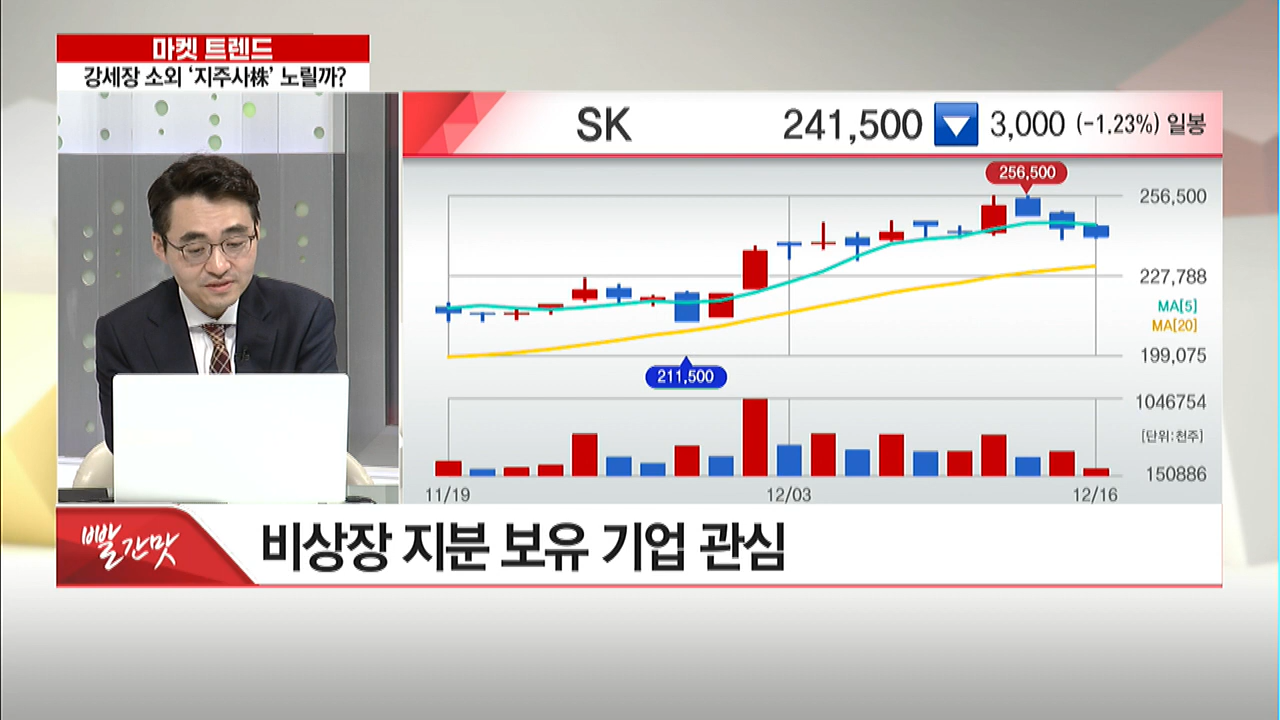 마켓 트렌드
강세장 소외 ‘지주사株’ 노릴까?
SK 241,500 ▼ 3,000 (-1.23%) 일봉
256,500
256,500
227,788
MA[5]
MA[20]
199,075
211,500
1046754
[단위:천주]
150886
11/19 12/03 12/16
빨간맛
비상장 지분 보유 기업 관심